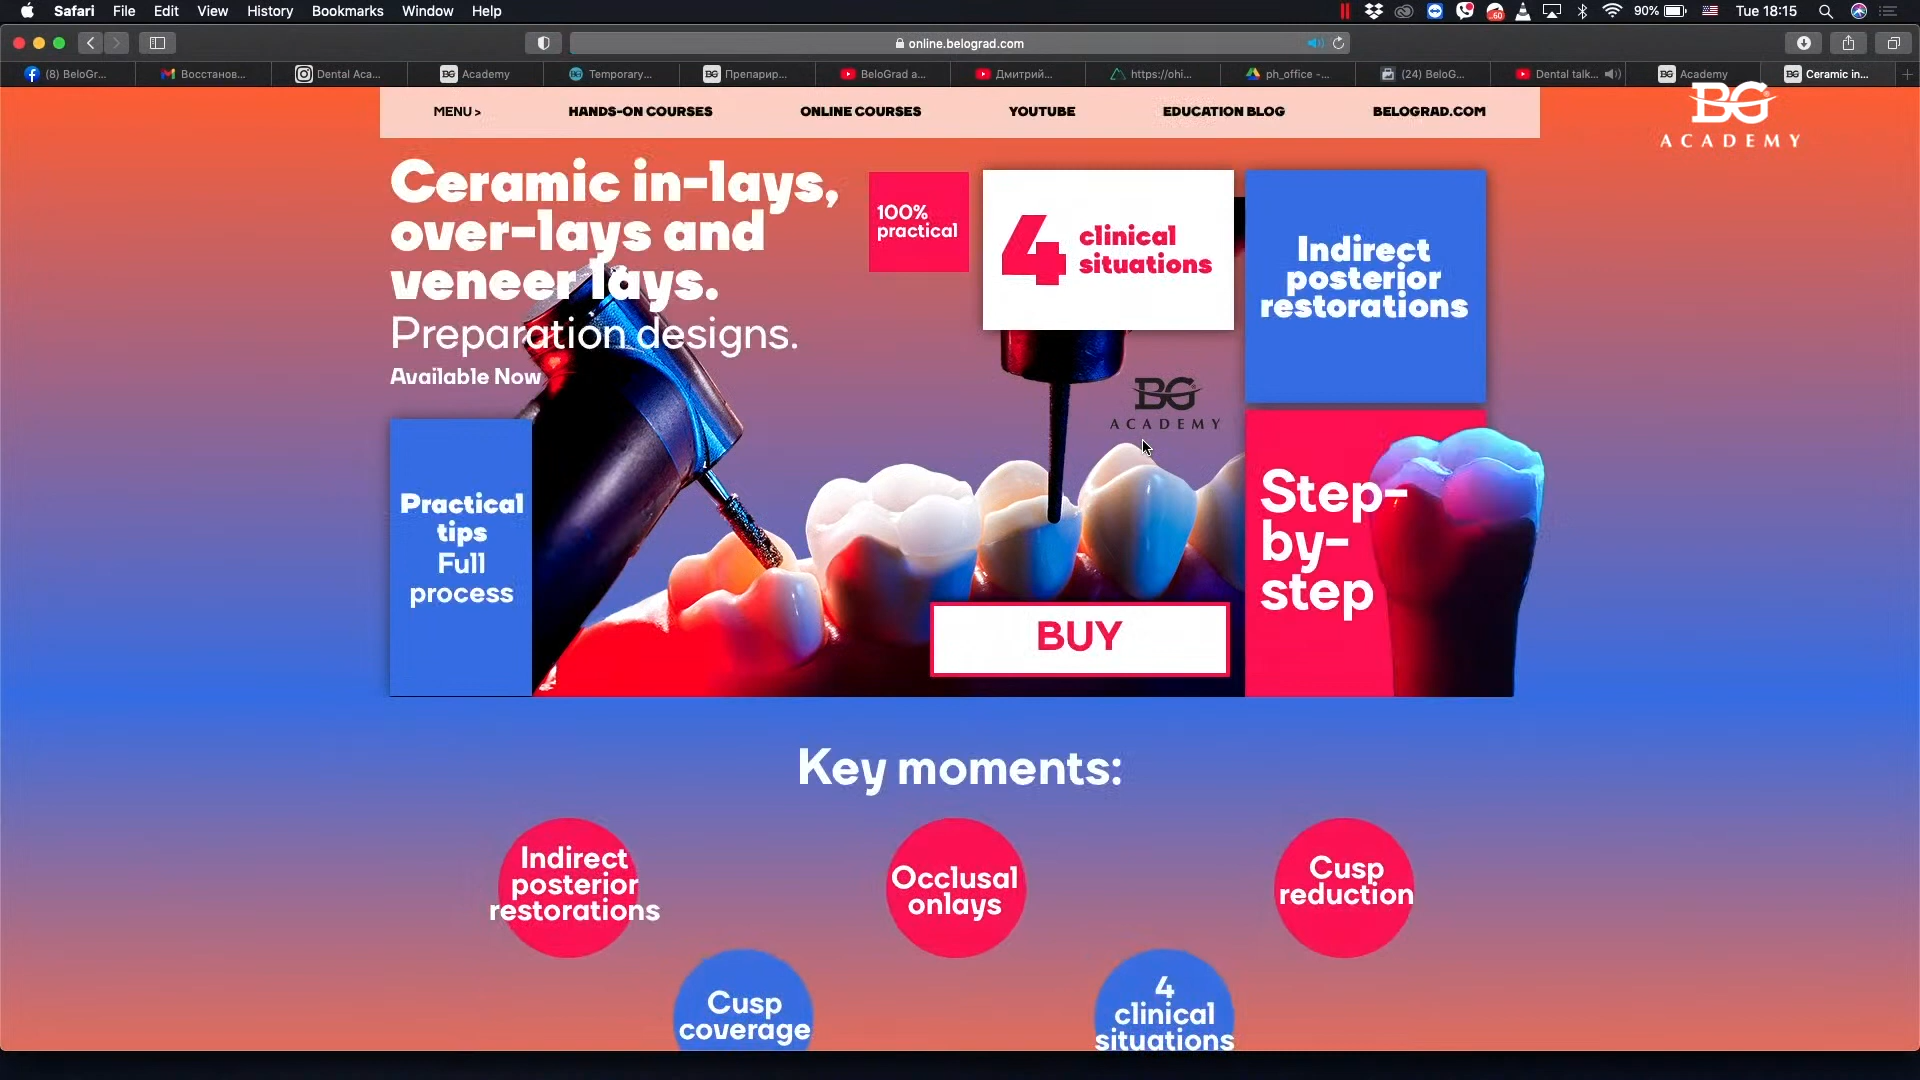 Safari File Edit View History Bookmarks Window Help
90% Tue 18:15
online.belograd.com
(8) BeloGr...
Восстанов...
Dental Aca...
BG Academy
Temporary...
BG Препарир...
BeloGrad a...
Дмитрий...
https://ohi...
ph_office -...
(24) BeloG...
Dental talk...
BG Academy
BG Ceramic in...
MENU >
HANDS-ON COURSES
ONLINE COURSES
YOUTUBE
EDUCATION BLOG
BELOGRAD.COM
BG
ACADEMY
Ceramic in-lays,
over-lays and
veneer lays.
Preparation designs.
Available Now
100%
practical
4
clinical
situations
Indirect
posterior
restorations
BG
ACADEMY
Practical
tips
Full
process
Step-
by-
step
BUY
Key moments:
Indirect
posterior
restorations
Occlusal
onlays
Cusp
reduction
Cusp
coverage
4
clinical
situations